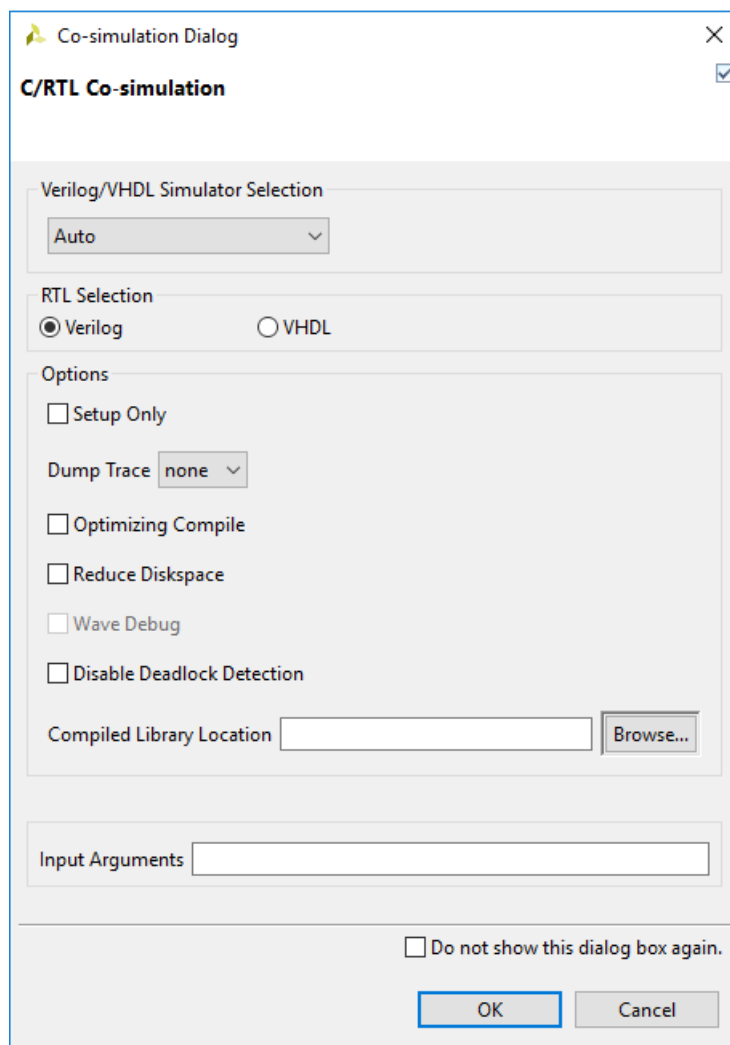 Co-simulation Dialog
C/RTL Co-simulation
Verilog/VHDL Simulator Selection
Auto
RTL Selection
Verilog VHDL
Options
Setup Only
Dump Trace none
Optimizing Compile
Reduce Diskspace
Wave Debug
Disable Deadlock Detection
Compiled Library Location Browse...
Input Arguments
Do not show this dialog box again.
OK Cancel